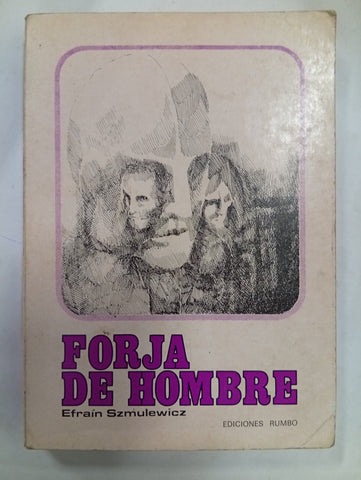 FORJA
DE HOMBRE
Efraín Szmulewicz
EDICIONES RUMBO